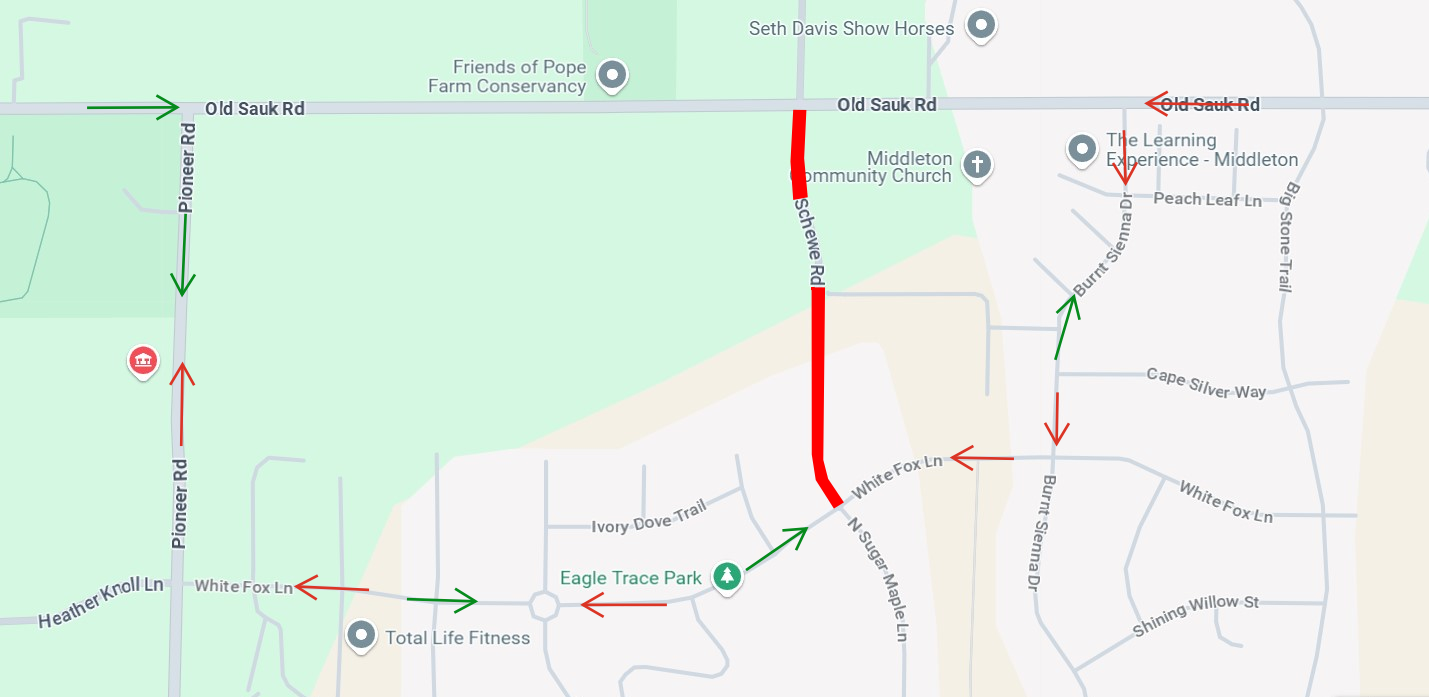 Seth Davis Show Horses
Friends of Pope
Farm Conservancy
Old Sauk Rd
Old Sauk Rd
Old Sauk Rd
Pioneer Rd
The Learning
Experience - Middleton
Middleton
Community Church
Peach Leaf Ln
Big Stone Trail
Schewe Rd
Burnt Sienna Dr
Cape Silver Way
White Fox Ln
White Fox Ln
Pioneer Rd
Ivory Dove Trail
Burnt Sienna Dr
N Sugar Maple Ln
Eagle Trace Park
White Fox Ln
Heather Knoll Ln
Shining Willow St
Total Life Fitness